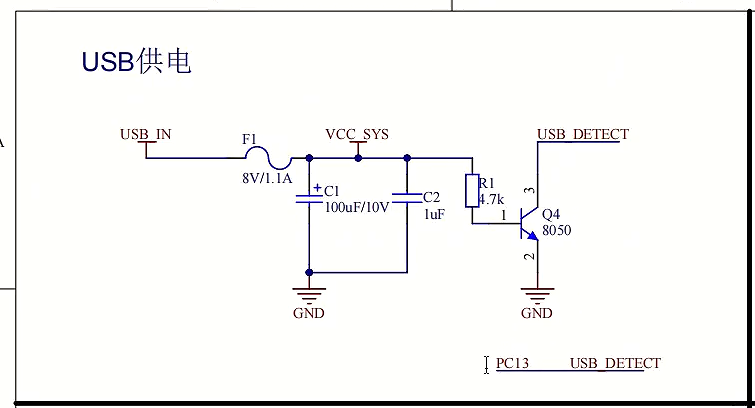 USB供电
USB_IN
F1
8V/1.1A
VCC_SYS
USB_DETECT
C1
100uF/10V
C2
1uF
R1
4.7k
1
3
2
Q4
8050
GND
GND
PC13 USB_DETECT